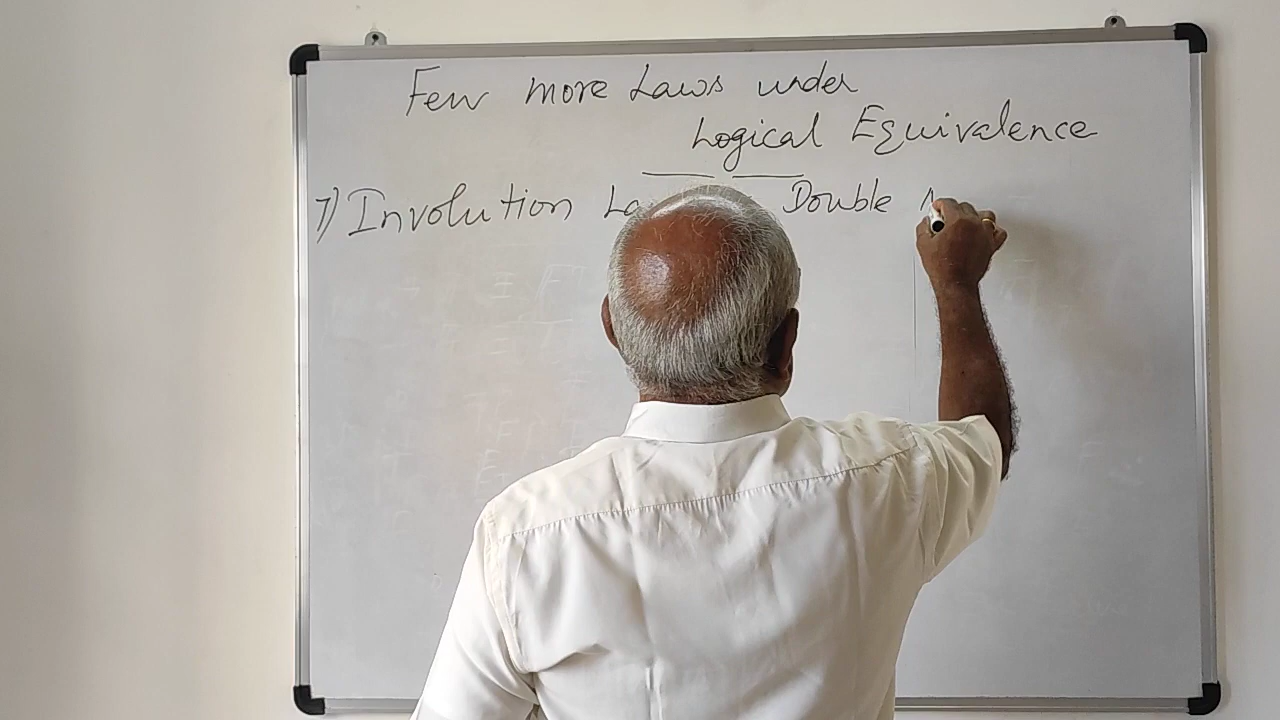 Few more Laws under
Logical Equivalence
7) Involution La Double